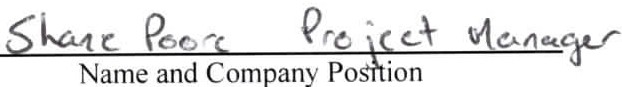 Shane Poore Project Manager
Name and Company Position